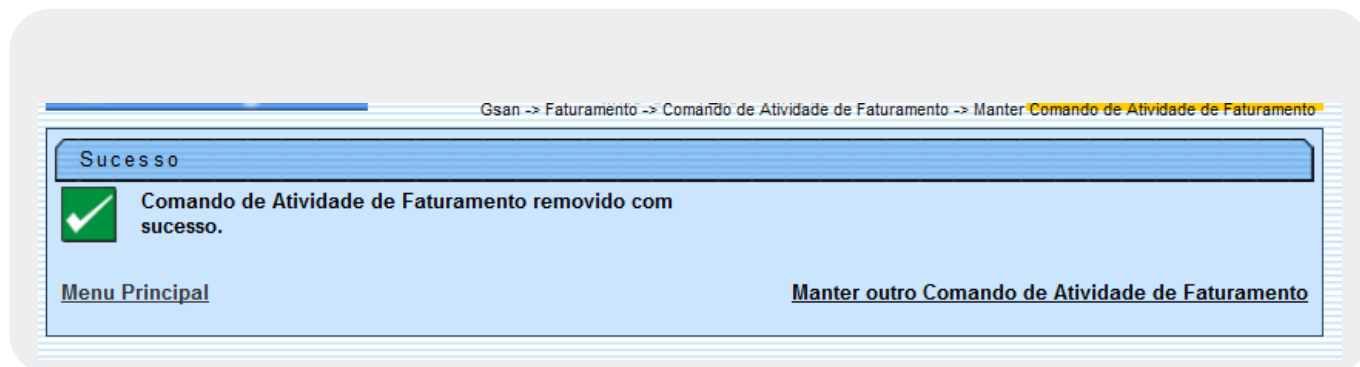 Gsan -> Faturamento -> Comando de Atividade de Faturamento -> Manter Comando de Atividade de Faturamento
Sucesso
Comando de Atividade de Faturamento removido com
sucesso.
Menu Principal
Manter outro Comando de Atividade de Faturamento